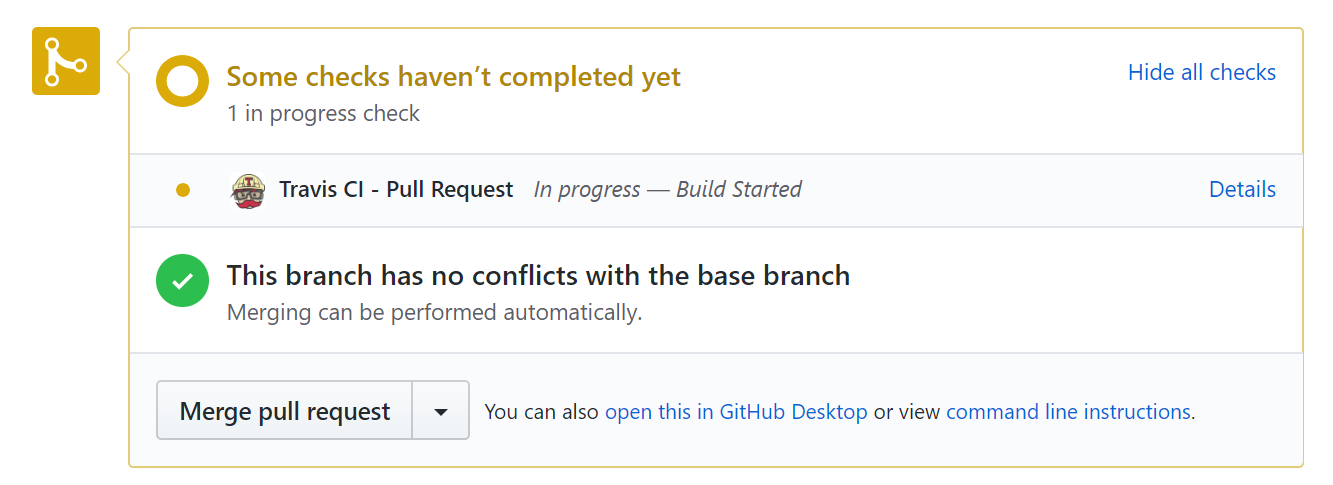 Some checks haven’t completed yet
Hide all checks
1 in progress check
Travis CI - Pull Request In progress — Build Started
Details
This branch has no conflicts with the base branch
Merging can be performed automatically.
Merge pull request
You can also open this in GitHub Desktop or view command line instructions.